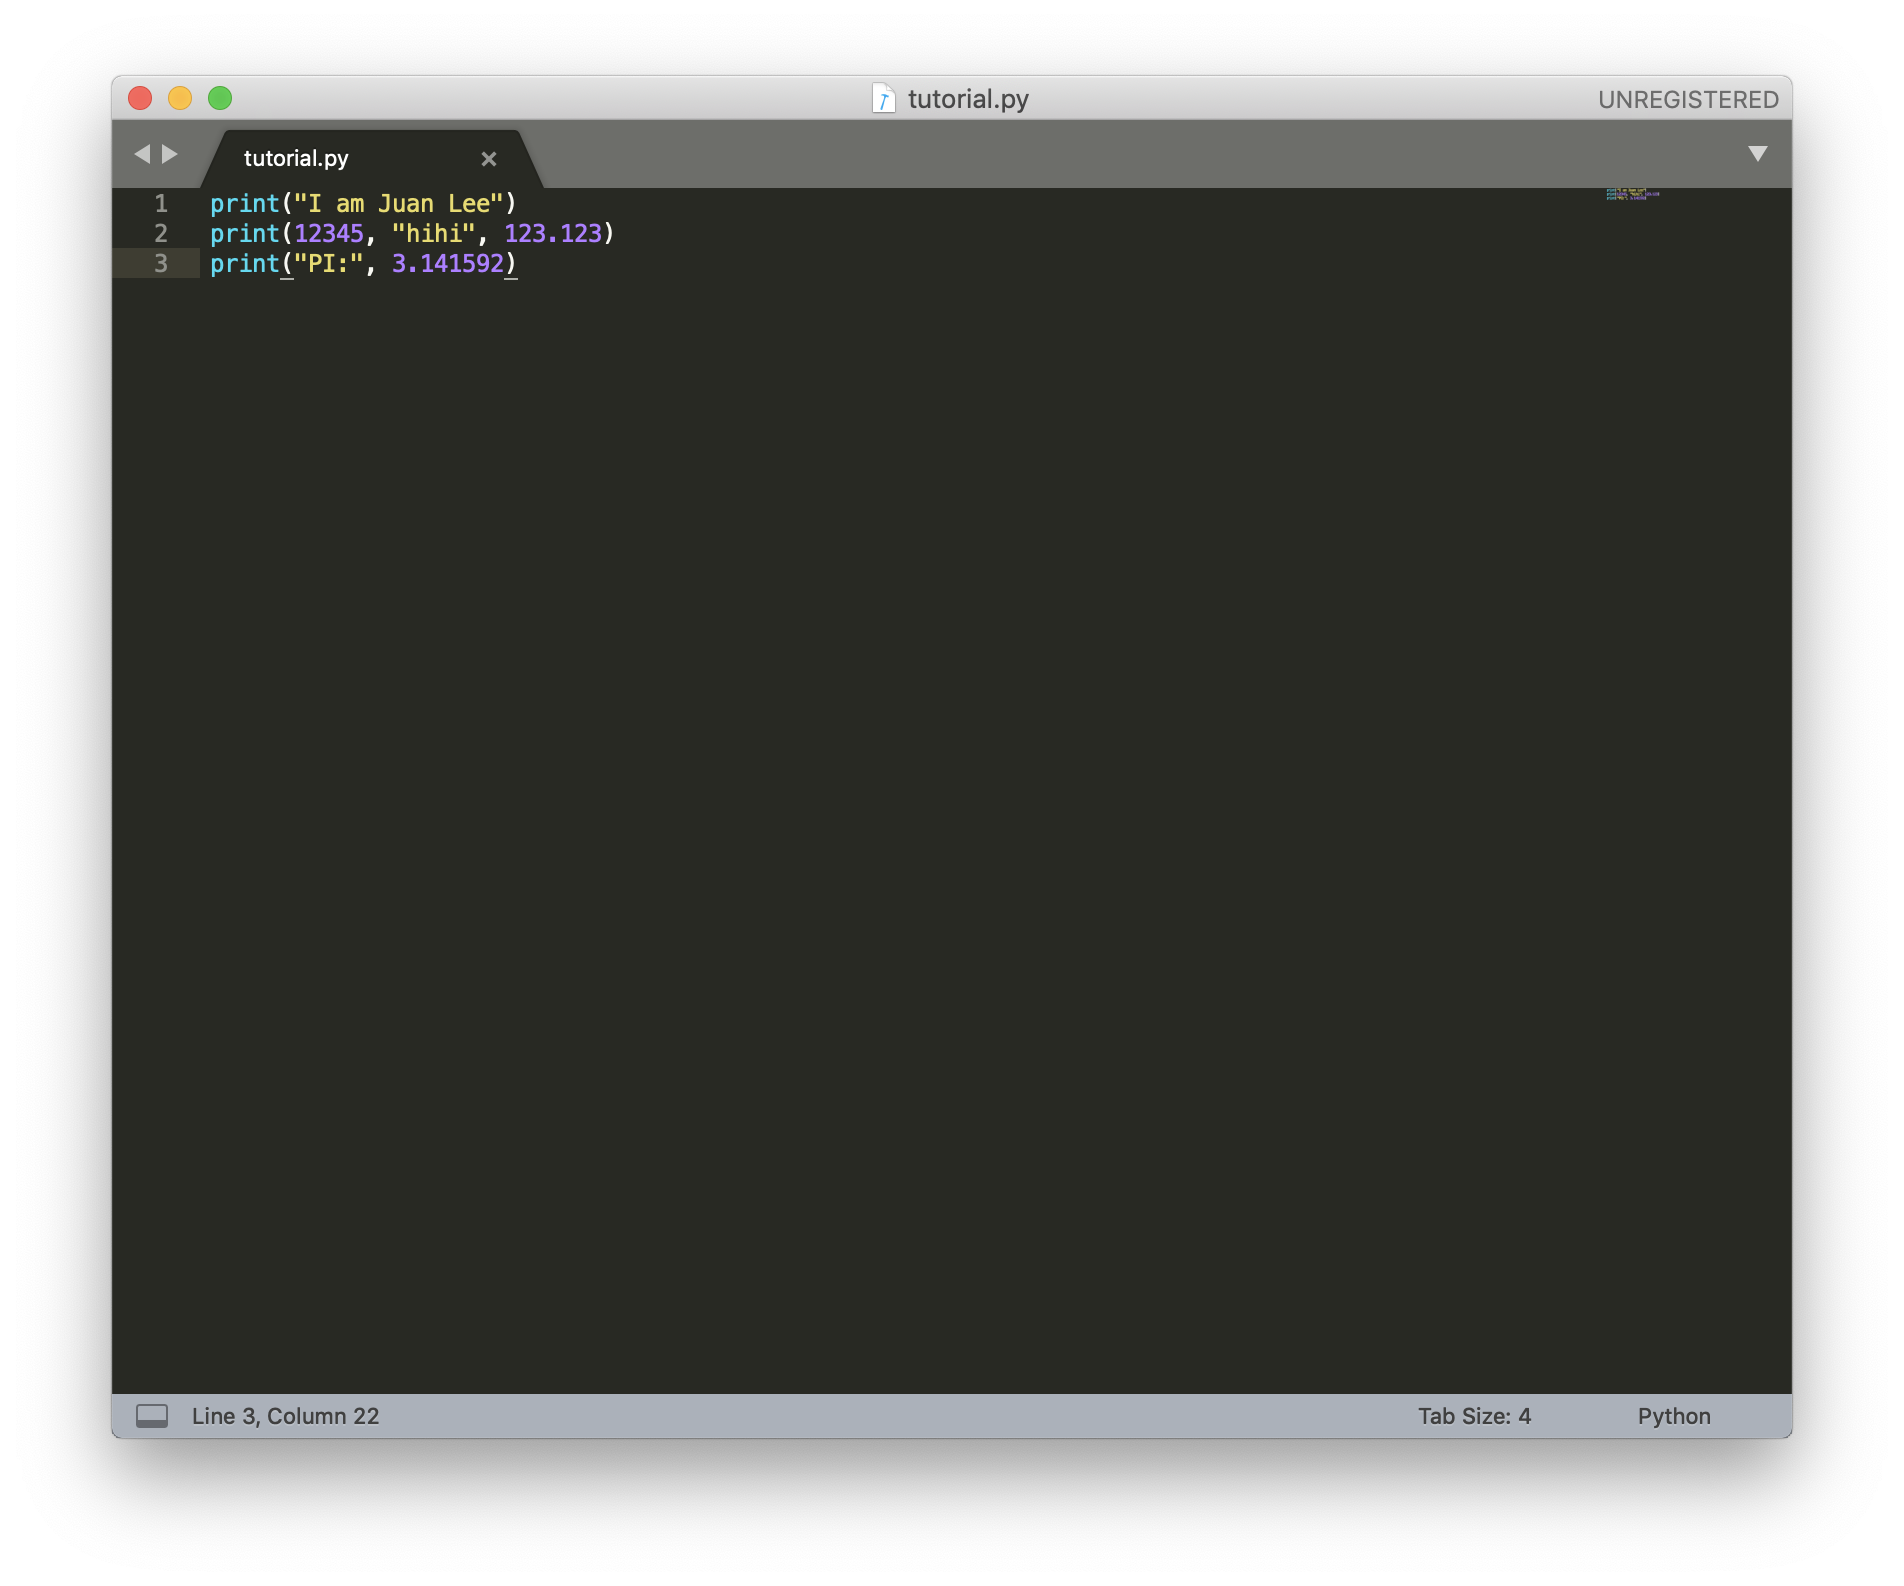 tutorial.py
UNREGISTERED
tutorial.py
1 print("I am Juan Lee")
2 print(12345, "hihi", 123.123)
3 print("PI:", 3.141592)
Line 3, Column 22
Tab Size: 4
Python